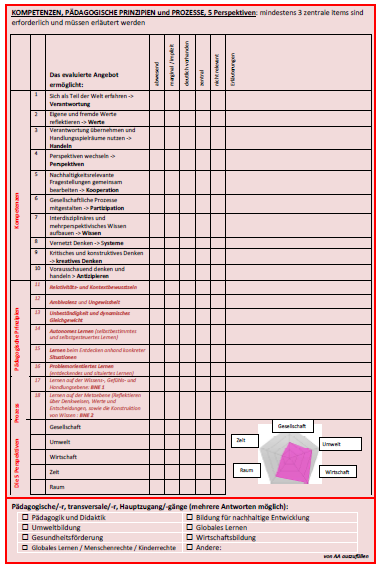 KOMPETENZEN, PÄDAGOGISCHE PRINZIPIEN und PROZESSE, 5 Perspektiven: mindestens 3 zentrale Items sind
erforderlich und müssen erläutert werden
Das evaluierte Angebot
ermöglicht:
abwesend
marginal / implizit
deutlich vorhanden
zentral
nicht relevant
Erläuterungen
Kompetenzen
1 Sich als Teil der Welt erfahren ->
Verantwortung
2 Eigene und fremde Werte
reflektieren -> Werte
3 Verantwortung übernehmen und
Handlungsspielräume nutzen ->
Handeln
4 Perspektiven wechseln ->
Perspektiven
5 Nachhaltigkeitsrelevante
Fragestellungen gemeinsam
bearbeiten -> Kooperation
6 Gesellschaftliche Prozesse
mitgestalten -> Partizipation
7 Interdisziplinäres und
mehrperspektivisches Wissen
aufbauen -> Wissen
8 Vernetzt Denken -> Systeme
9 Kritisches und konstruktives Denken
-> kreatives Denken
10 Vorausschauend denken und
handeln > Antizipieren
Pädagogische Prinzipien
11 Relativitäts- und Kontextbewusstsein
12 Ambivalenz und Ungewissheit
13 Unbeständigkeit und dynamisches
Gleichgewicht
14 Autonomes Lernen (selbstbestimmtes
und selbstgesteuertes Lernen)
15 Lernen beim Entdecken anhand konkreter
Situationen
16 Problemorientiertes Lernen
(entdeckendes und situiertes Lernen)
Prozess
17 Lernen auf der Wissens-, Gefühls- und
Handlungsebene: BNE 1
18 Lernen auf der Metaebene (Reflektieren
über Denkweisen, Werte und
Entscheidungen, sowie die Konstruktion
von Wissen : BNE 2
Die 5 Perspektiven
Gesellschaft
Umwelt
Wirtschaft
Zeit
Raum
Gesellschaft
Zeit
Umwelt
Raum
Wirtschaft
Pädagogische/-r, transversale/-r, Hauptzugang/-gänge (mehrere Antworten möglich):
☐ Pädagogik und Didaktik
☐ Bildung für nachhaltige Entwicklung
☐ Umweltbildung
☐ Globales Lernen
☐ Gesundheitsförderung
☐ Wirtschaftsbildung
☐ Globales Lernen / Menschenrechte / Kinderrechte
☐ Andere:
von AA auszufüllen